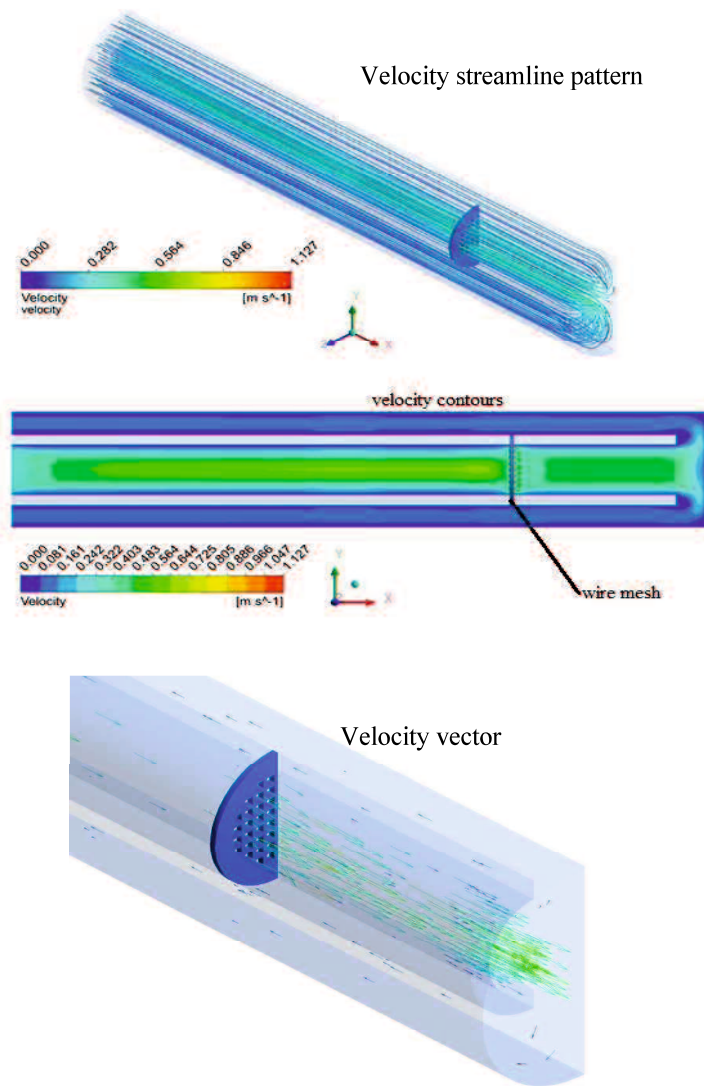 Velocity streamline pattern
0.000 0.282 0.564 0.846 1.127
Velocity [m s^-1]
velocity
Y
X
velocity contours
0.000 0.081 0.161 0.242 0.322 0.403 0.483 0.564 0.644 0.725 0.805 0.886 0.966 1.047 1.127
Velocity [m s^-1]
Y
X
wire mesh
Velocity vector